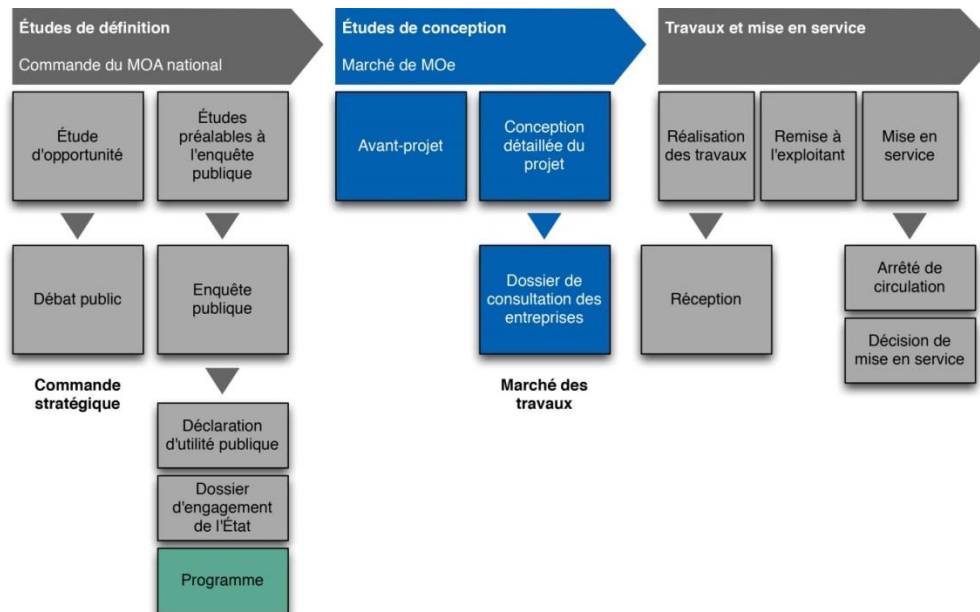 Études de définition
Commande du MOA national
Études de conception
Marché de MOe
Travaux et mise en service
Étude
d'opportunité
Études
préalables à
l'enquête
publique
Avant-projet
Conception
détaillée du
projet
Réalisation
des travaux
Remise à
l'exploitant
Mise en
service
Débat public
Enquête
publique
Dossier de
consultation des
entreprises
Réception
Arrêté de
circulation
Décision de
mise en service
Commande
stratégique
Marché des
travaux
Déclaration
d'utilité publique
Dossier
d'engagement
de l'État
Programme